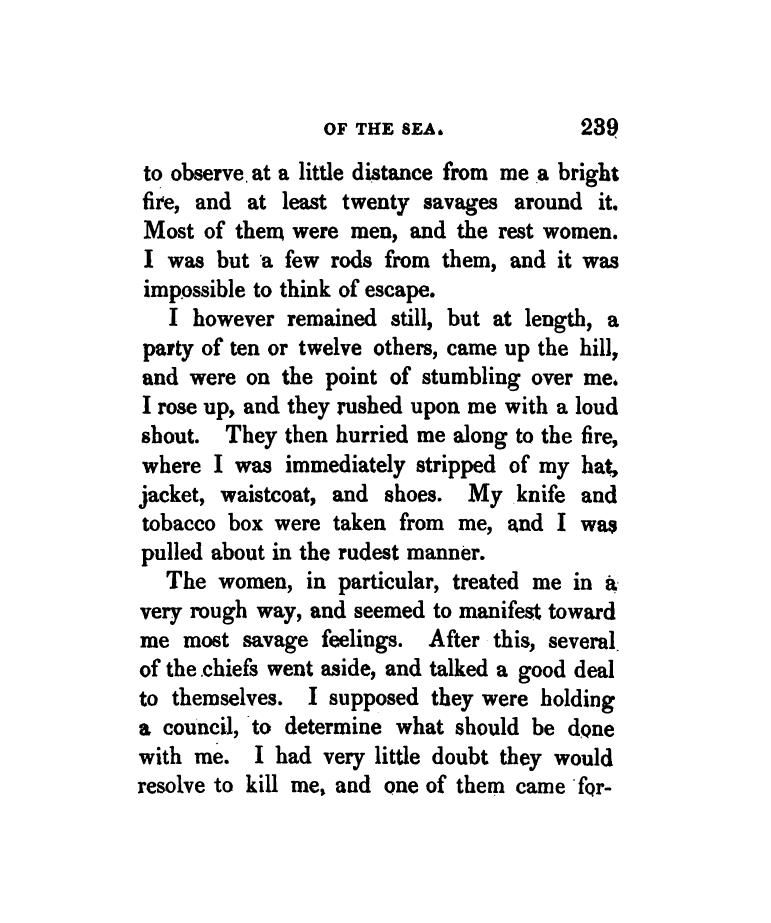 OF THE SEA. 239
to observe at a little distance from me a bright
fire, and at least twenty savages around it.
Most of them were men, and the rest women.
I was but a few rods from them, and it was
impossible to think of escape.
I however remained still, but at length, a
party of ten or twelve others, came up the hill,
and were on the point of stumbling over me.
I rose up, and they rushed upon me with a loud
shout. They then hurried me along to the fire,
where I was immediately stripped of my hat,
jacket, waistcoat, and shoes. My knife and
tobacco box were taken from me, and I was
pulled about in the rudest manner.
The women, in particular, treated me in a
very rough way, and seemed to manifest toward
me most savage feelings. After this, several
of the chiefs went aside, and talked a good deal
to themselves. I supposed they were holding
a council, to determine what should be done
with me. I had very little doubt they would
resolve to kill me, and one of them came for-